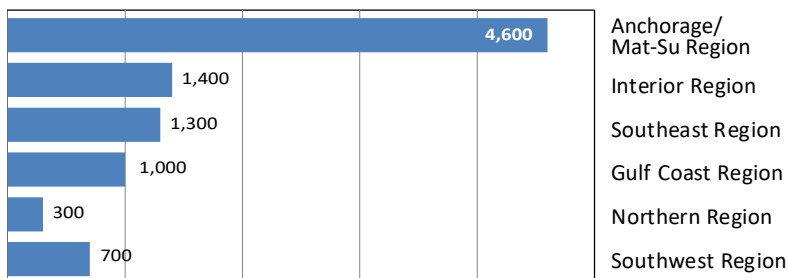 4,600
Anchorage/
Mat-Su Region
1,400
Interior Region
1,300
Southeast Region
1,000
Gulf Coast Region
300
Northern Region
700
Southwest Region